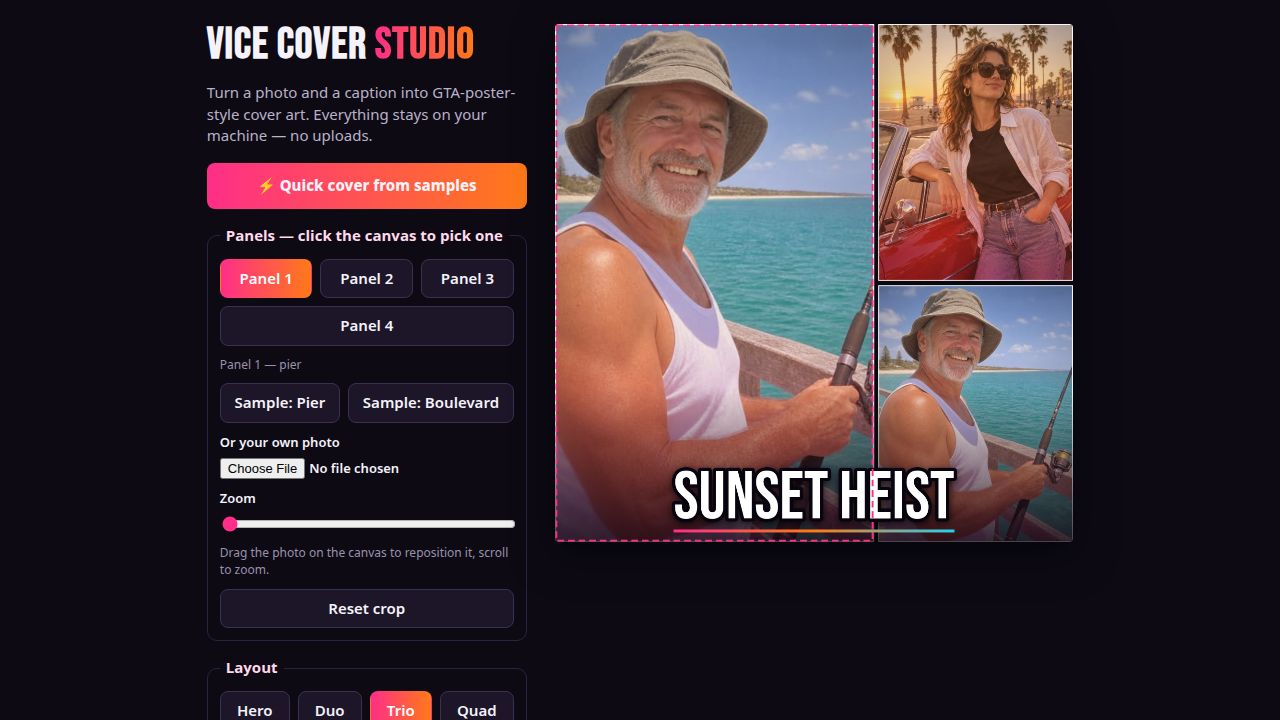 VICE COVER STUDIO
Turn a photo and a caption into GTA-poster-
style cover art. Everything stays on your
machine — no uploads.
⚡ Quick cover from samples
Panels — click the canvas to pick one
Panel 1 Panel 2 Panel 3
Panel 4
Panel 1 — pier
Sample: Pier Sample: Boulevard
Or your own photo
Choose File No file chosen
Zoom
Drag the photo on the canvas to reposition it, scroll
to zoom.
Reset crop
Layout
Hero Duo Trio Quad
SUNSET HEIST